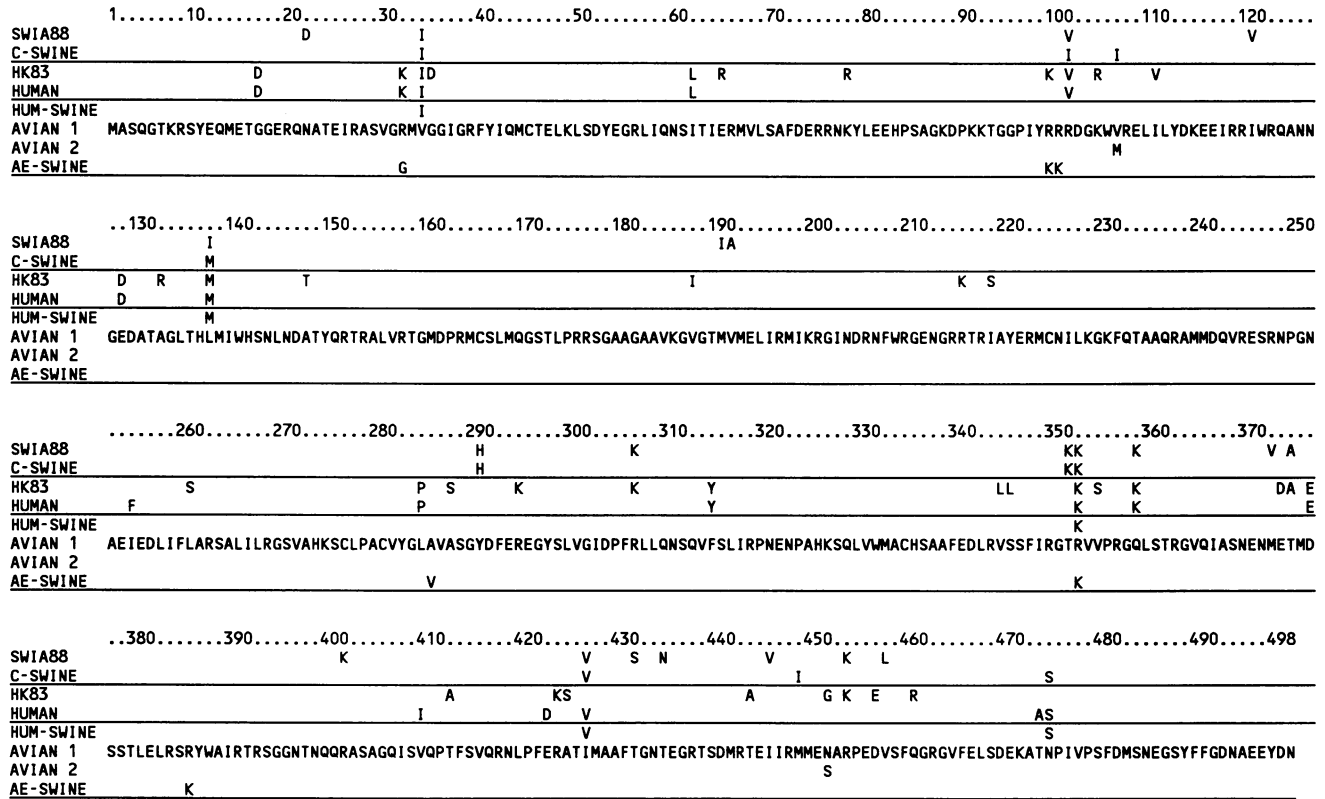 1.......10........20........30........40........50........60........70........80........90.......100.......110.......120.....
SWIA88 D I V V
C-SWINE I I I
HK83 D K ID L R R K V R I
HUMAN D K I L V
HUM-SWINE I
AVIAN 1 MASQGTKRSYEQMETGGERQNATEIRASVGRMVGGIGRFYIQMCTELKLSDYEGRLIQNSITIERMVLSAFDERRNKYLEEHPSAGKDPKKTGGPIYRRRDGKWVRELILYDKEEIRRIWRQANN
AVIAN 2 M
AE-SWINE G KK
..130.......140.......150.......160.......170.......180.......190.......200.......210.......220.......230.......240.......250
SWIA88 I IA
C-SWINE M
HK83 D R M T I K S
HUMAN D M
HUM-SWINE M
AVIAN 1 GEDATAGLTHLMIWHSNLNDATYQRTRALVRTGMDPRMCSLMQGSTLPRRSGAAGAAVKGVGTMVMELIRMIKRGINDRNFWRGENGRRTRIAYERMCNILKGKFQTAAQRAMMDQVRESRNPGN
AVIAN 2
AE-SWINE
.......260.......270.......280.......290.......300.......310.......320.......330.......340.......350.......360.......370.....
SWIA88 H K KK K V A
C-SWINE H KK
HK83 S P S K K Y LL K S K DA E
HUMAN F P Y K K E
HUM-SWINE K
AVIAN 1 AEIEDLIFLARSALILRGSVAHKSCLPACVYGLAVASGYDFEREGYSLVGIDPFRLLQNSQVFSLIRPNENPAHKSQLVWMACHSAAFEDLRVSSFIRGTRVVPRGQLSTRGVQIASNENMETMD
AVIAN 2
AE-SWINE V K
..380.......390.......400.......410.......420.......430.......440.......450.......460.......470.......480.......490.....498
SWIA88 K V S N V K L
C-SWINE V I S
HK83 A KS A G K E R
HUMAN I D V AS
HUM-SWINE V S
AVIAN 1 SSTLELRSRYWAIRTRSGGNTNQQRASAGQISVQPTFSVQRNLPFERATIMAAFTGNTEGRTSDMRTEIIRMMENARPEDVSFQGRGVFELSDEKATNPIVPSFDMSNEGSYFFGDNAEEYDN
AVIAN 2 S
AE-SWINE K